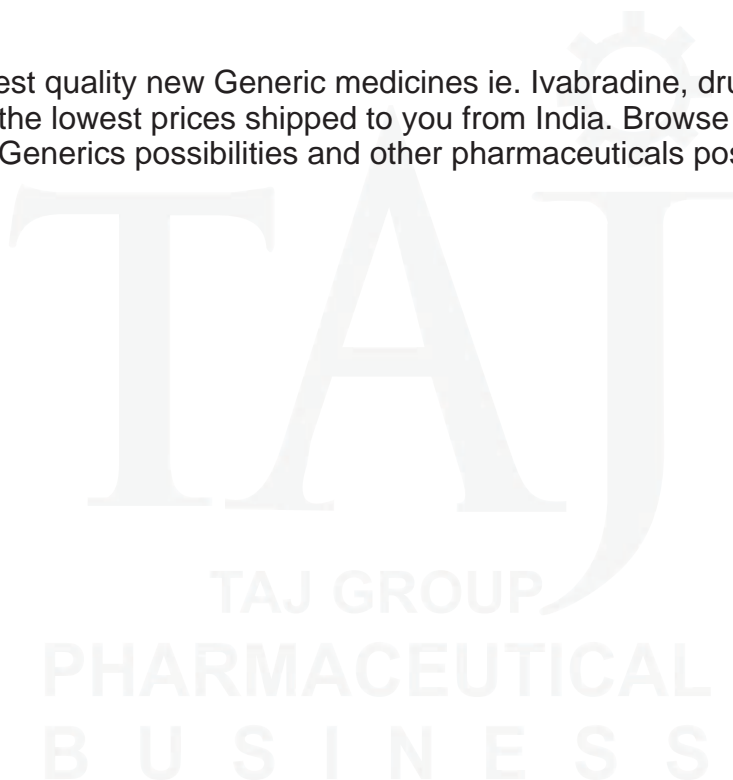 est quality new Generic medicines ie. Ivabradine, dru
the lowest prices shipped to you from India. Browse
Generics possibilities and other pharmaceuticals pos
TAJ
TAJ GROUP
PHARMACEUTICAL
BUSINESS